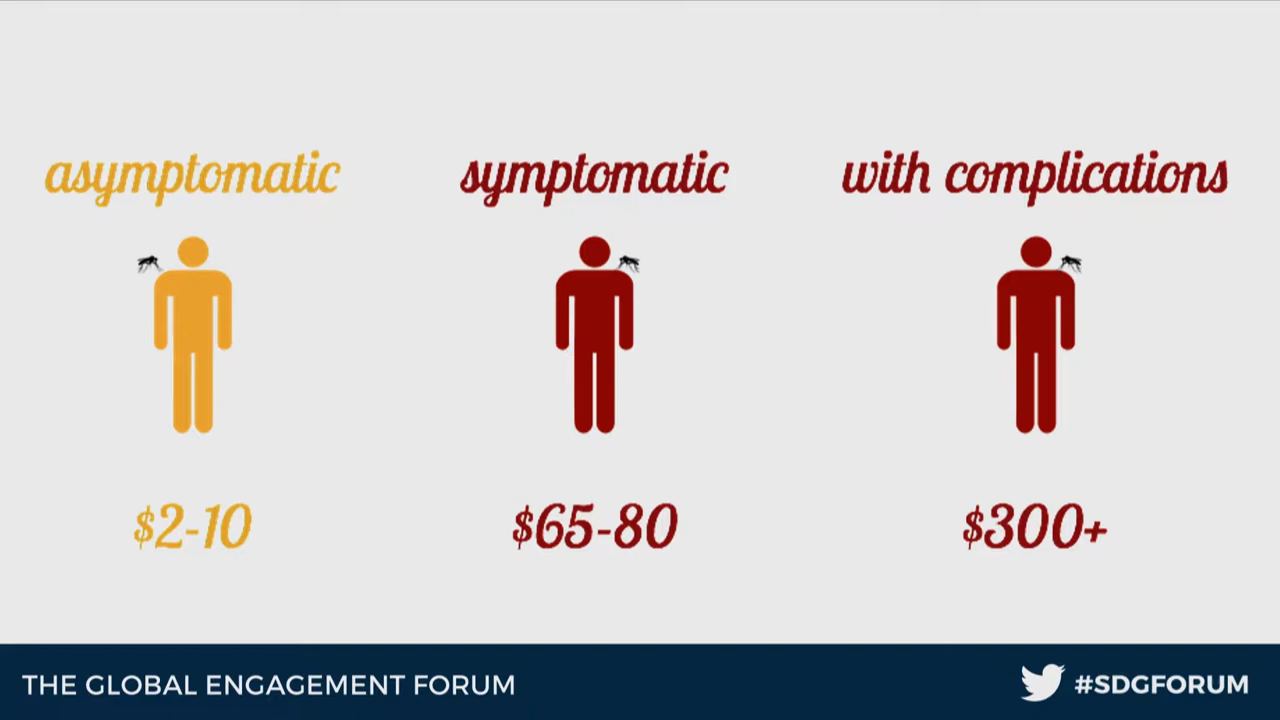 asymptomatic
symptomatic
with complications
$2-10
$65-80
$300+
THE GLOBAL ENGAGEMENT FORUM
#SDGFORUM